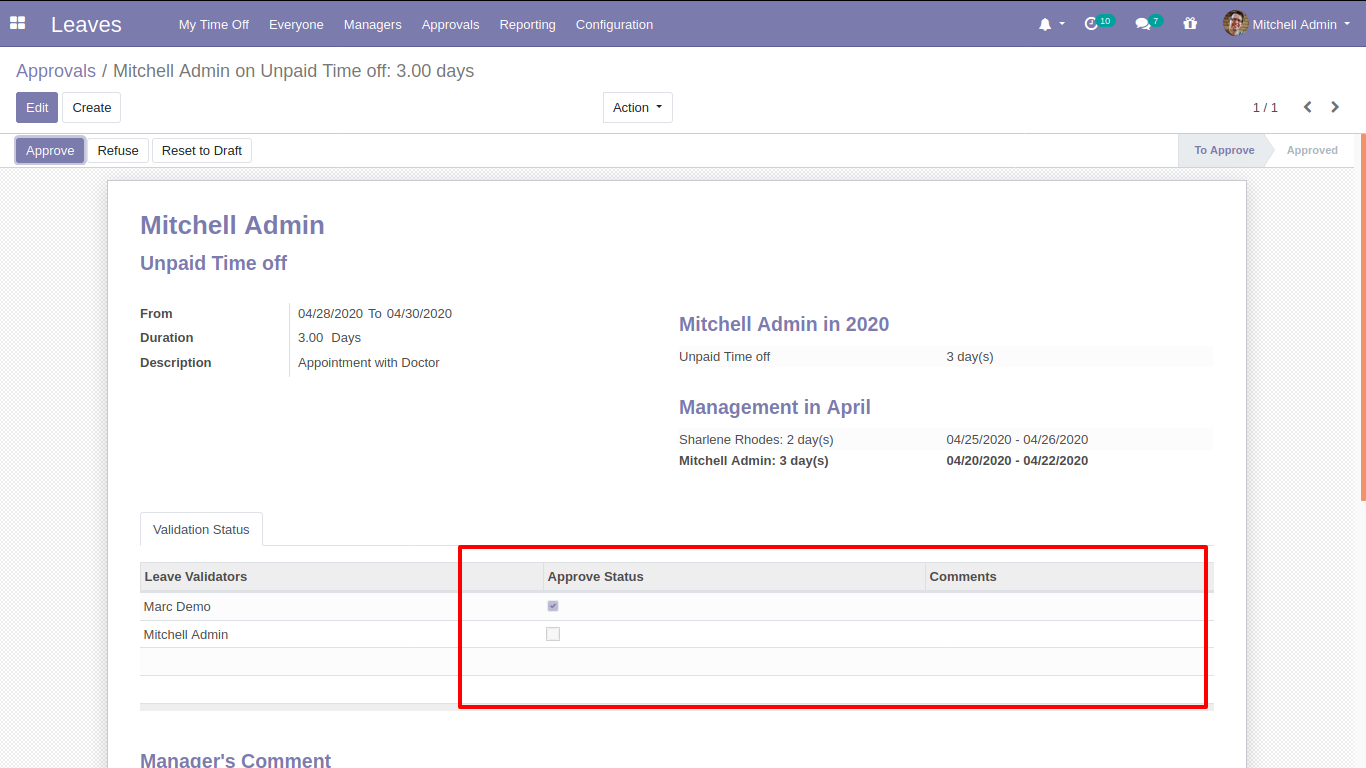 Leaves My Time Off Everyone Managers Approvals Reporting Configuration 10 7 Mitchell Admin
Approvals / Mitchell Admin on Unpaid Time off: 3.00 days
Edit Create Action 1 / 1
Approve Refuse Reset to Draft To Approve Approved
Mitchell Admin
Unpaid Time off
From 04/28/2020 To 04/30/2020
Duration 3.00 Days
Description Appointment with Doctor
Mitchell Admin in 2020
Unpaid Time off 3 day(s)
Management in April
Sharlene Rhodes: 2 day(s) 04/25/2020 - 04/26/2020
Mitchell Admin: 3 day(s) 04/20/2020 - 04/22/2020
Validation Status
Leave Validators Approve Status Comments
Marc Demo
Mitchell Admin
Manager's Comment